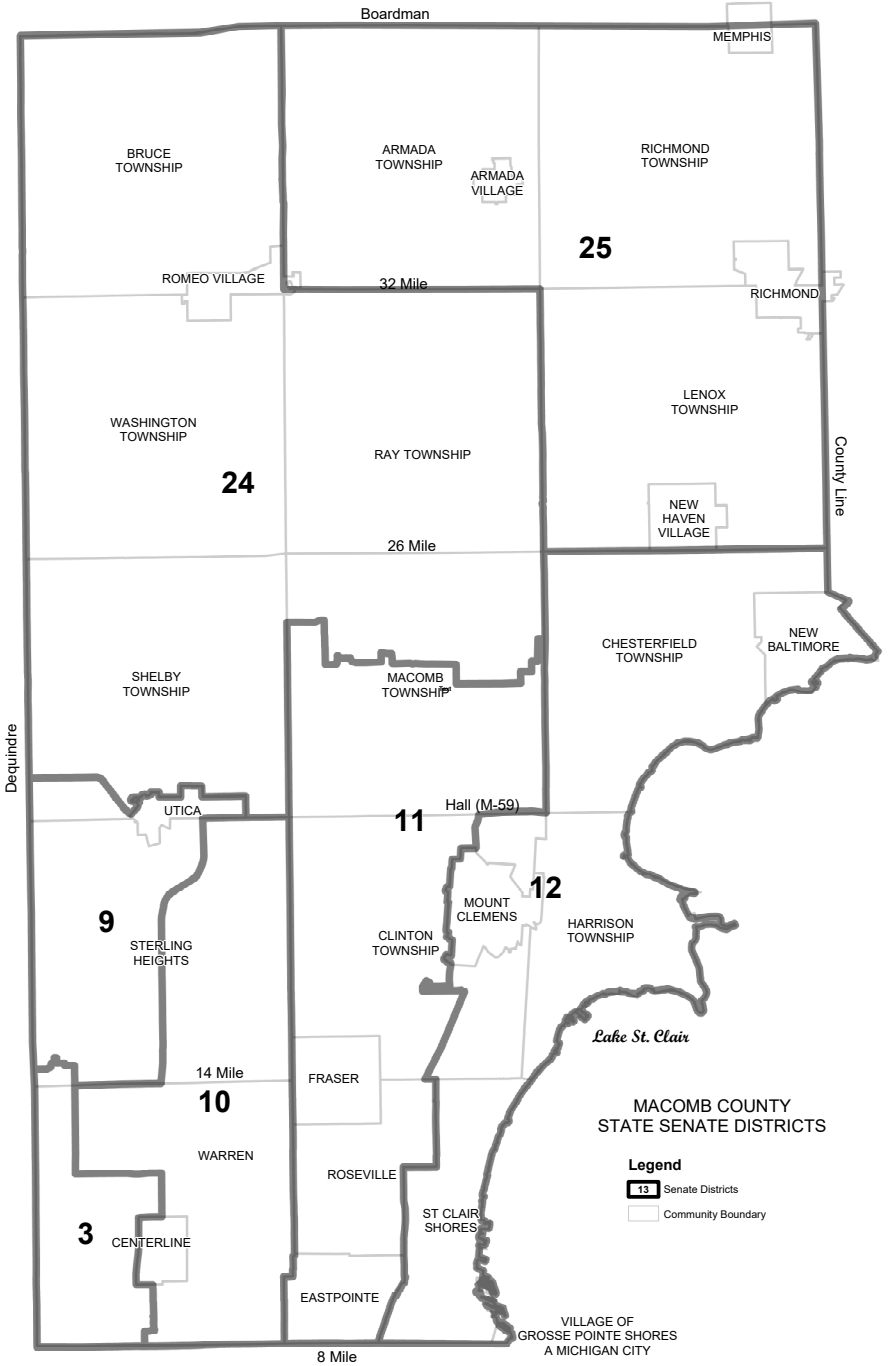 Boardman
MEMPHIS
BRUCE
TOWNSHIP
ARMADA
TOWNSHIP
ARMADA
VILLAGE
RICHMOND
TOWNSHIP
25
ROMEO VILLAGE
32 Mile
RICHMOND
WASHINGTON
TOWNSHIP
RAY TOWNSHIP
LENOX
TOWNSHIP
County Line
24
NEW
HAVEN
VILLAGE
26 Mile
SHELBY
TOWNSHIP
MACOMB
TOWNSHIP
Text
CHESTERFIELD
TOWNSHIP
NEW
BALTIMORE
Dequindre
UTICA
Hall (M-59)
11
9
STERLING
HEIGHTS
CLINTON
TOWNSHIP
MOUNT
CLEMENS
12
HARRISON
TOWNSHIP
Lake St. Clair
14 Mile
10
FRASER
WARREN
ROSEVILLE
3
CENTERLINE
ST CLAIR
SHORES
EASTPOINTE
8 Mile
VILLAGE OF
GROSSE POINTE SHORES
A MICHIGAN CITY
MACOMB COUNTY
STATE SENATE DISTRICTS
Legend
13 Senate Districts
Community Boundary